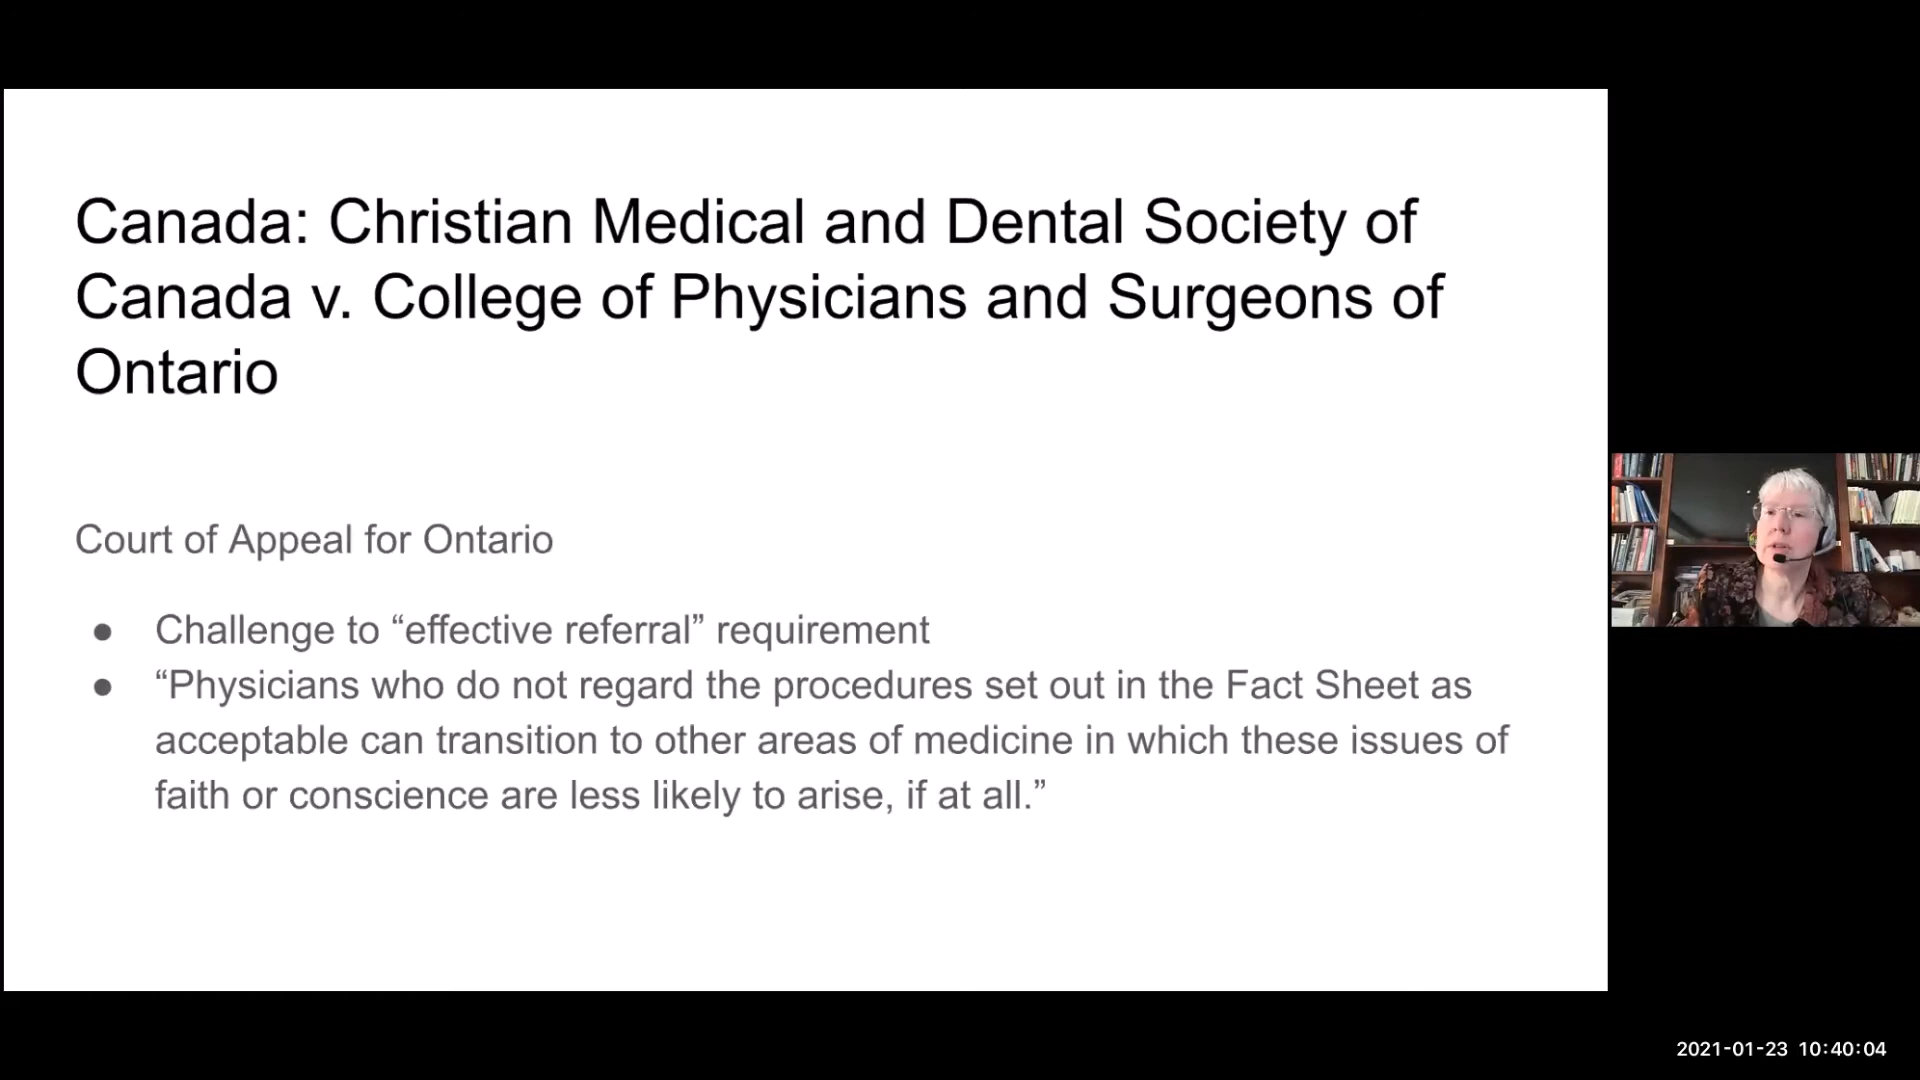 Canada: Christian Medical and Dental Society of
Canada v. College of Physicians and Surgeons of
Ontario
Court of Appeal for Ontario
● Challenge to “effective referral” requirement
● “Physicians who do not regard the procedures set out in the Fact Sheet as
acceptable can transition to other areas of medicine in which these issues of
faith or conscience are less likely to arise, if at all.”
2021-01-23 10:40:04